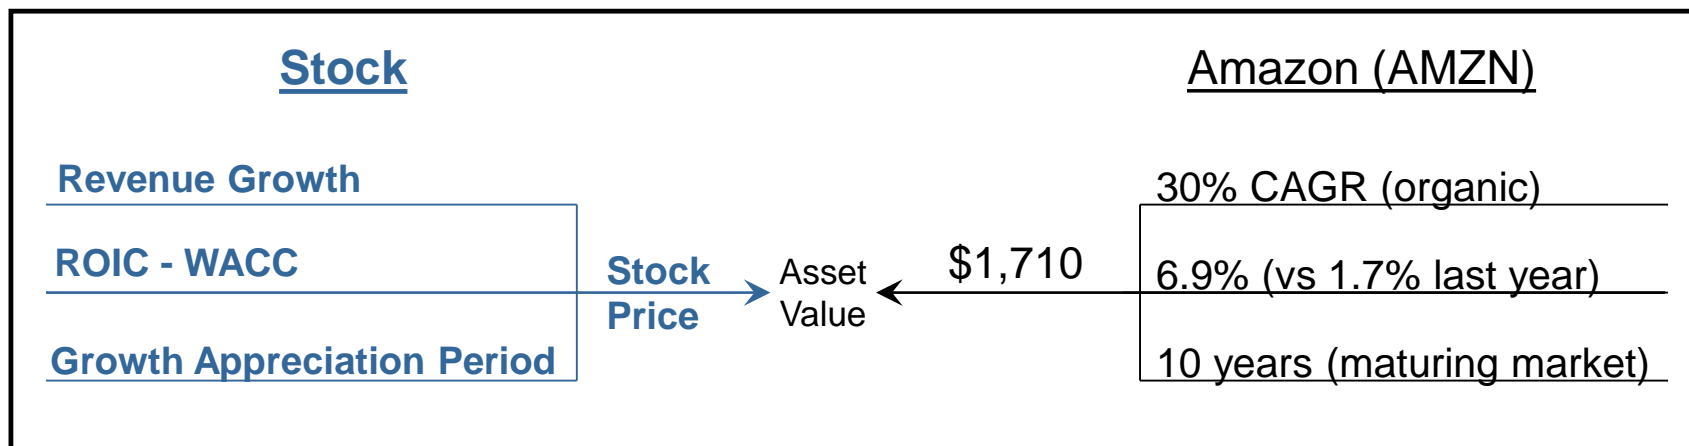 Stock
Amazon (AMZN)
Revenue Growth
ROIC - WACC
Growth Appreciation Period
Stock
Price
Asset
Value
$1,710
30% CAGR (organic)
6.9% (vs 1.7% last year)
10 years (maturing market)